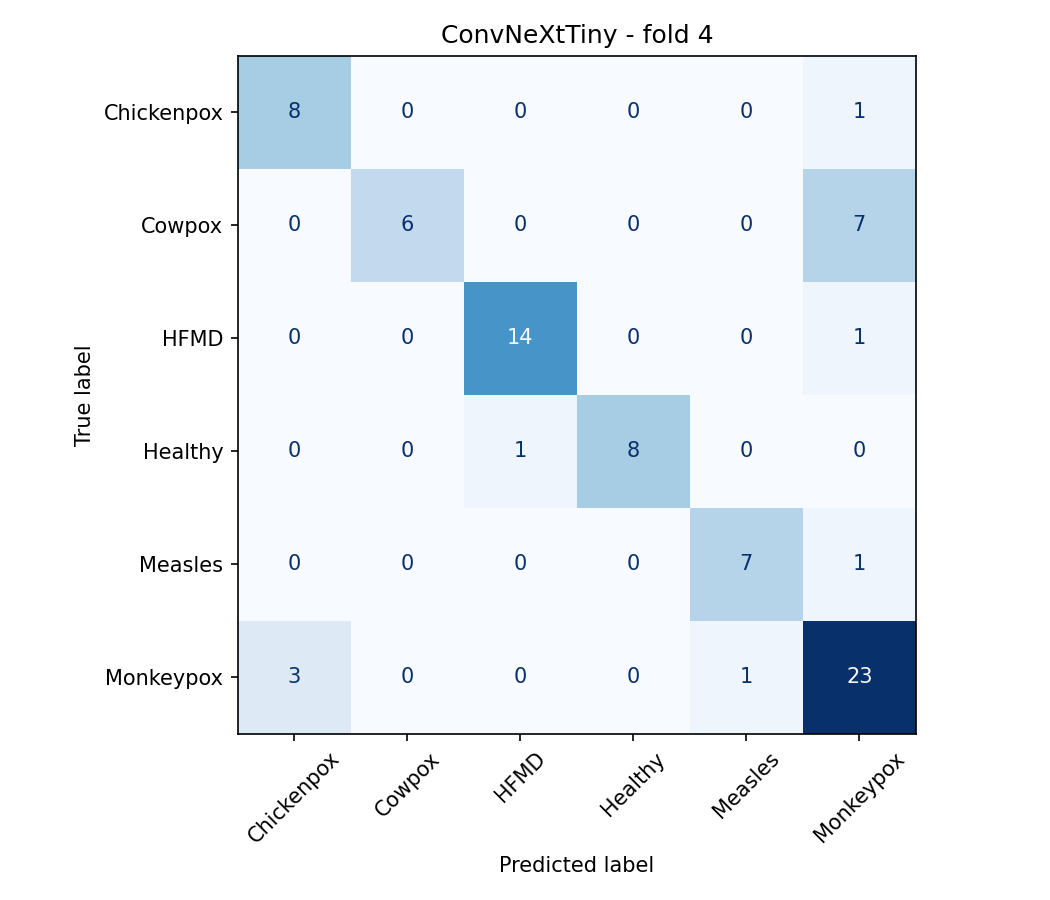 ConvNeXtTiny - fold 4
Chickenpox 8 0 0 0 0 1
Cowpox 0 6 0 0 0 7
HFMD 0 0 14 0 0 1
Healthy 0 0 1 8 0 0
Measles 0 0 0 0 7 1
Monkeypox 3 0 0 0 1 23
True label
Chickenpox Cowpox HFMD Healthy Measles Monkeypox
Predicted label